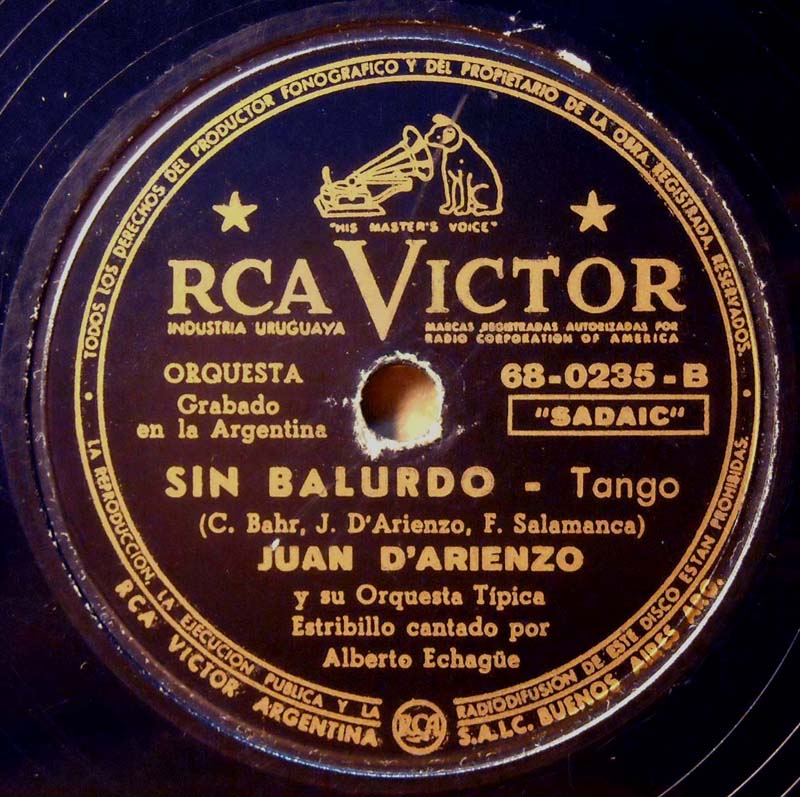 TODOS LOS DERECHOS DEL PRODUCTOR FONOGRAFICO Y DEL PROPIETARIO DE LA OBRA REGISTRADA, RESERVADOS.
"HIS MASTER'S VOICE"
RCA VICTOR
INDUSTRIA URUGUAYA
MARCAS REGISTRADAS AUTORIZADAS POR
RADIO CORPORATION OF AMERICA
ORQUESTA
68-0235-B
Grabado
en la Argentina
"SADAIC"
SIN BALURDO - Tango
(C. Bahr, J. D'Arienzo, F. Salamanca)
JUAN D'ARIENZO
y su Orquesta Típica
Estribillo cantado por
Alberto Echagüe
LA REPRODUCCION, LA EJECUCION PUBLICA Y LA RADIODIFUSIÓN DE ESTE DISCO ESTAN PROHIBIDAS.
RCA VICTOR ARGENTINA S.A.I.C. BUENOS AIRES ARG.
RCA